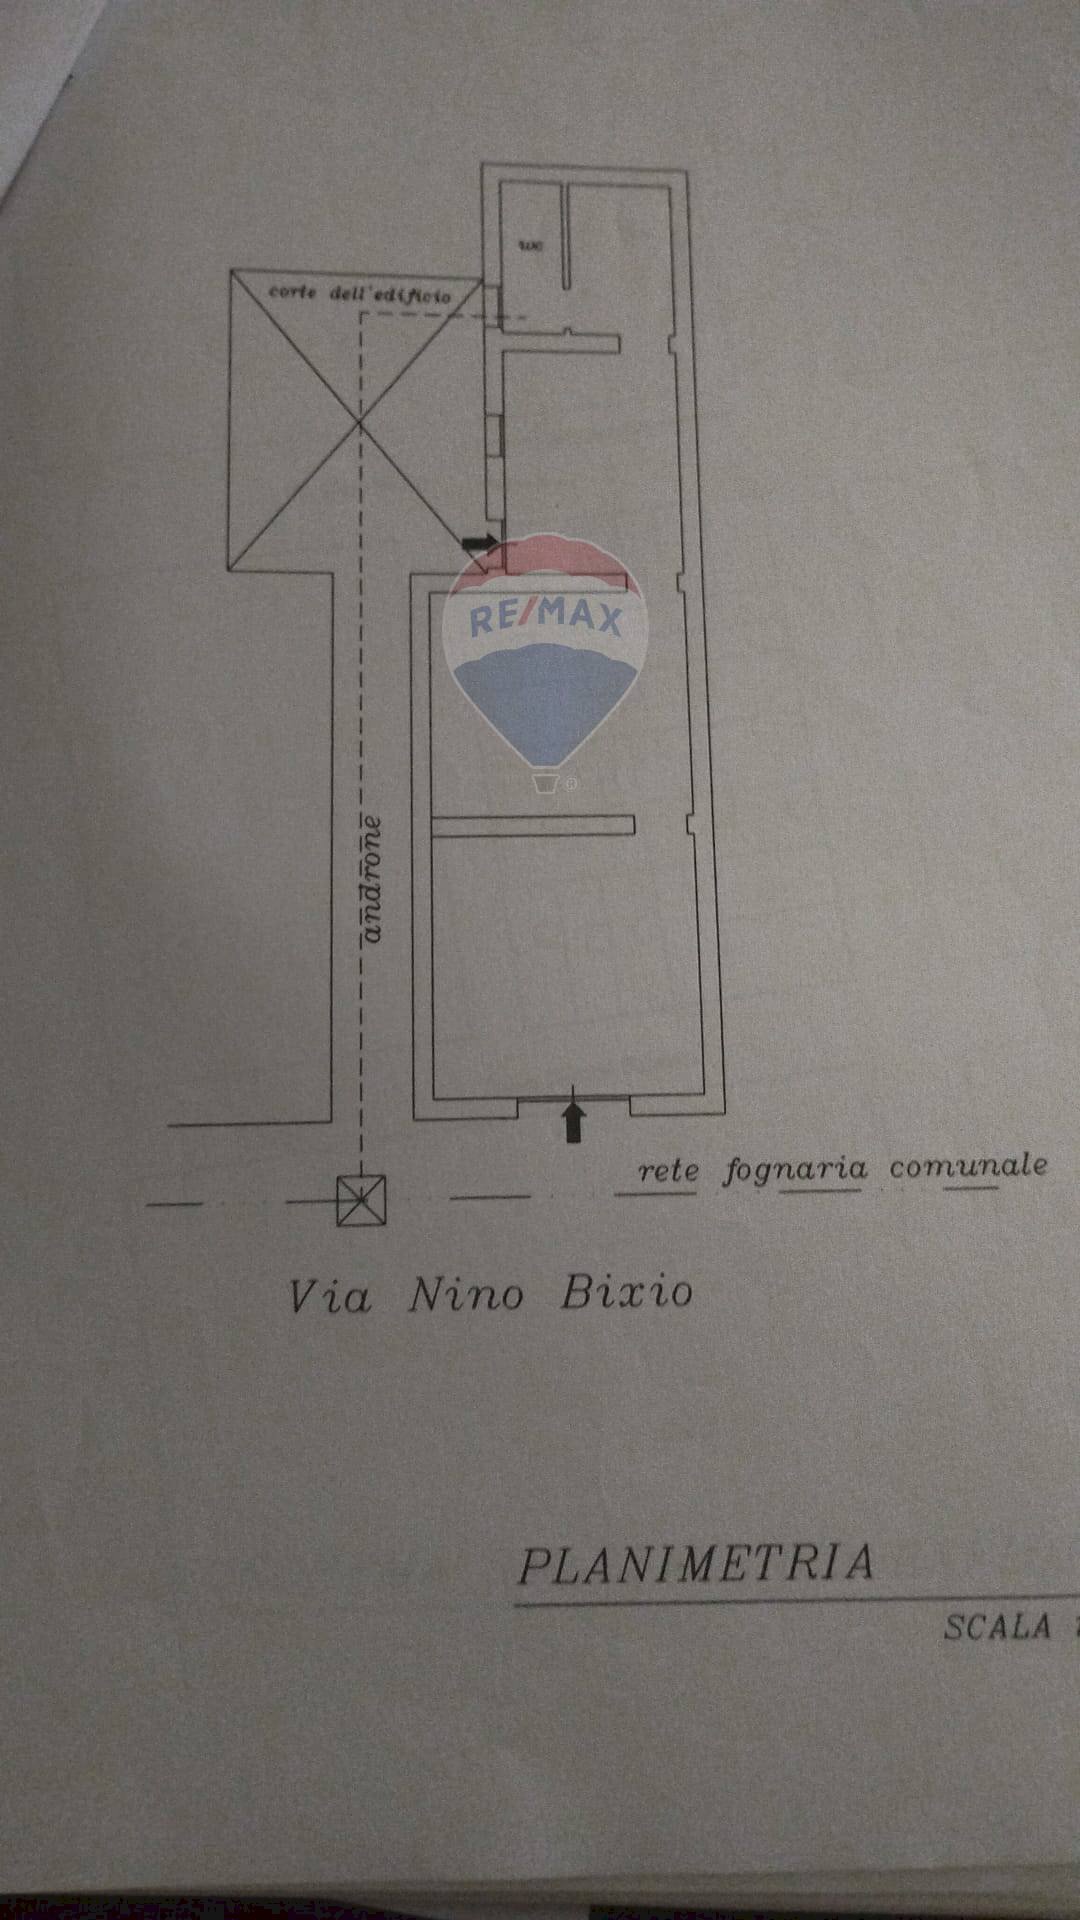 wc
corte dell'edificio
RE/MAX
®
androne
rete fognaria comunale
Via Nino Bixio
PLANIMETRIA
SCALA